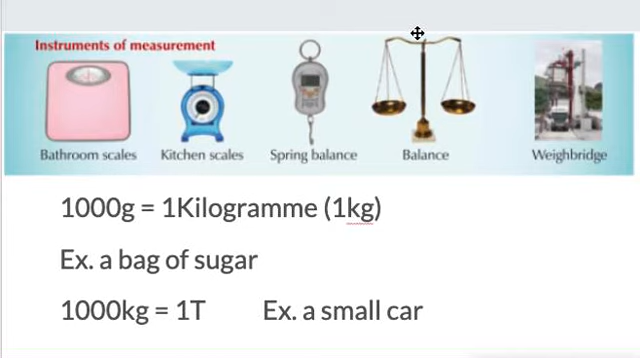 Instruments of measurement
Bathroom scales Kitchen scales Spring balance Balance Weighbridge
1000g = 1Kilogramme (1kg)
Ex. a bag of sugar
1000kg = 1T Ex. a small car